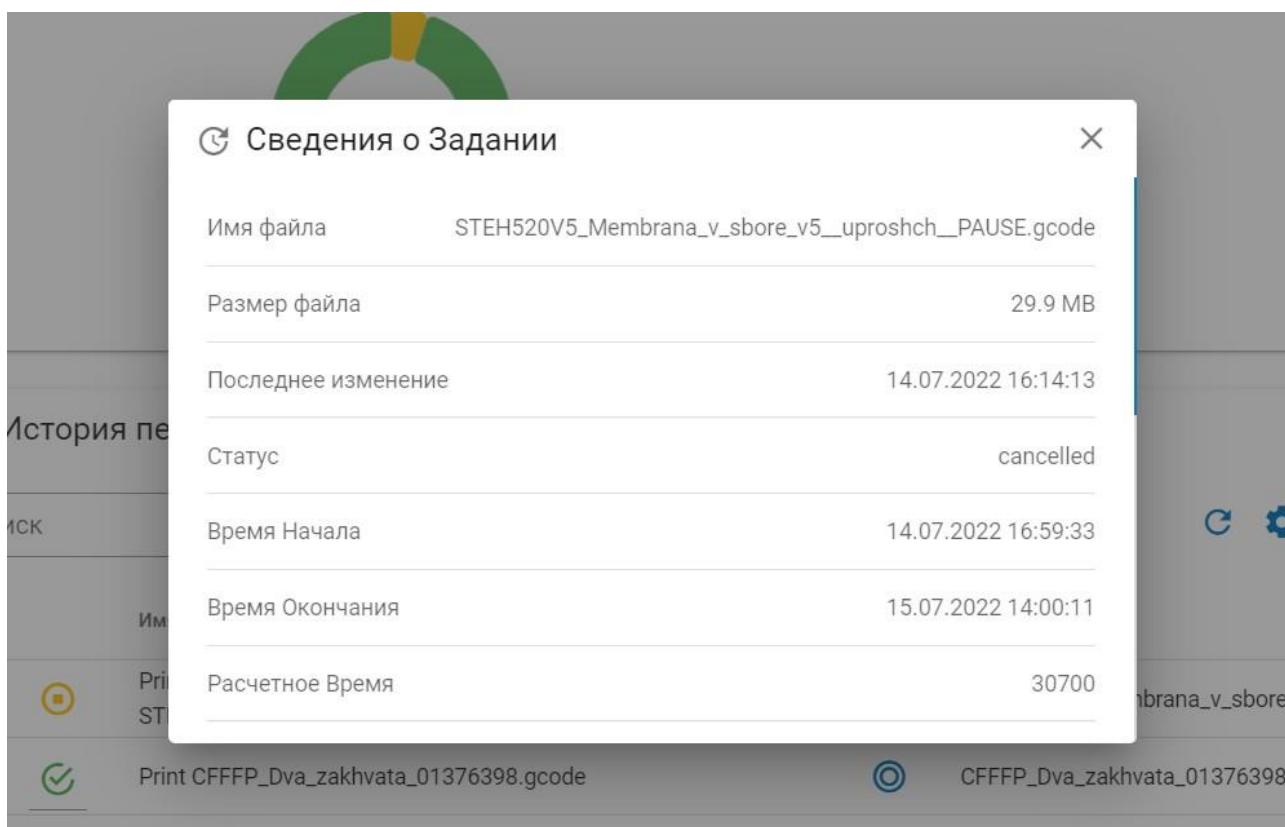 Сведения о Задании
Имя файла STEH520V5_Membrana_v_sbore_v5__uproshch__PAUSE.gcode
Размер файла 29.9 MB
Последнее изменение 14.07.2022 16:14:13
История пе
Статус cancelled
иск
Время Начала 14.07.2022 16:59:33
Время Окончания 15.07.2022 14:00:11
Им
Расчетное Время 30700
Pri
STE
mbrana_v_sbore
Print CFFFP_Dva_zakhvata_01376398.gcode CFFFP_Dva_zakhvata_01376398